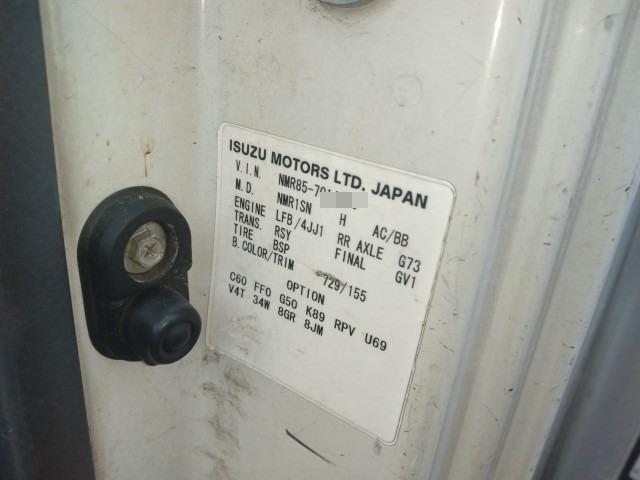 ISUZU MOTORS LTD. JAPAN
V.I.N. NMR85-701
M.D. NMR1SN H AC/BB
ENGINE LFB/4JJ1 RR AXLE G73
TRANS. RSY FINAL GV1
TIRE BSP
B.COLOR/TRIM 729/155
OPTION
C60 FF0 G50 K89 RPV U69
V4T 34W 8GR 8JM